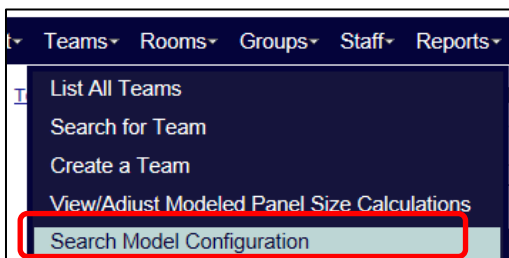 t Teams Rooms Groups Staff Reports
T
List All Teams
Search for Team
Create a Team
View/Adjust Modeled Panel Size Calculations
Search Model Configuration